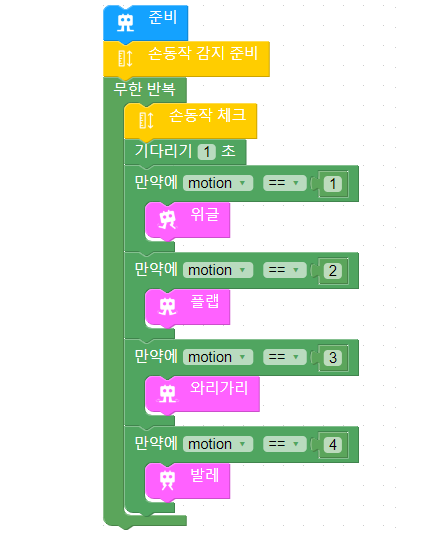 준비
손동작 감지 준비
무한 반복
손동작 체크
기다리기 1 초
만약에 motion == 1
위글
만약에 motion == 2
플랩
만약에 motion == 3
와리가리
만약에 motion == 4
발레